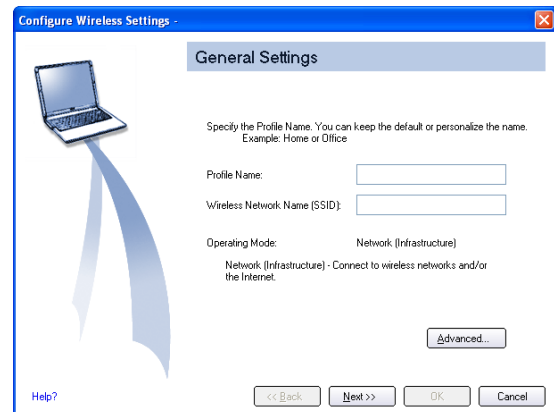 Configure Wireless Settings -
General Settings
Specify the Profile Name. You can keep the default or personalize the name.
Example: Home or Office
Profile Name:
Wireless Network Name (SSID):
Operating Mode: Network (Infrastructure)
Network (Infrastructure) - Connect to wireless networks and/or
the Internet.
Advanced...
Help? << Back Next >> OK Cancel